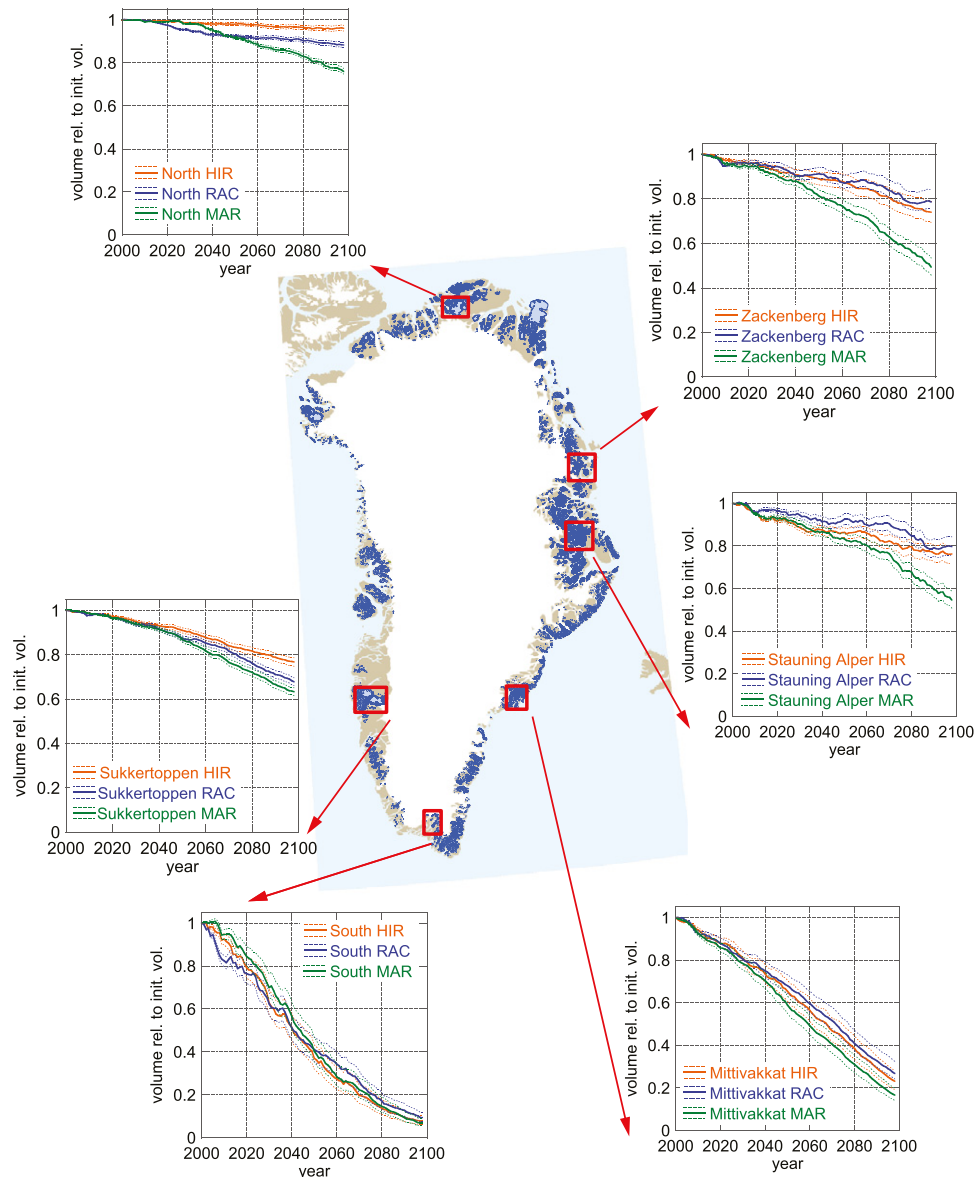 volume rel. to init. vol.
1
0.8
0.6
0.4
0.2
0
North HIR
North RAC
North MAR
2000 2020 2040 2060 2080 2100
year
volume rel. to init. vol.
1
0.8
0.6
0.4
0.2
0
Zackenberg HIR
Zackenberg RAC
Zackenberg MAR
2000 2020 2040 2060 2080 2100
year
volume rel. to init. vol.
1
0.8
0.6
0.4
0.2
0
Stauning Alper HIR
Stauning Alper RAC
Stauning Alper MAR
2000 2020 2040 2060 2080 2100
year
volume rel. to init. vol.
1
0.8
0.6
0.4
0.2
0
Sukkertoppen HIR
Sukkertoppen RAC
Sukkertoppen MAR
2000 2020 2040 2060 2080 2100
year
volume rel. to init. vol.
1
0.8
0.6
0.4
0.2
0
South HIR
South RAC
South MAR
2000 2020 2040 2060 2080 2100
year
volume rel. to init. vol.
1
0.8
0.6
0.4
0.2
0
Mittivakkat HIR
Mittivakkat RAC
Mittivakkat MAR
2000 2020 2040 2060 2080 2100
year